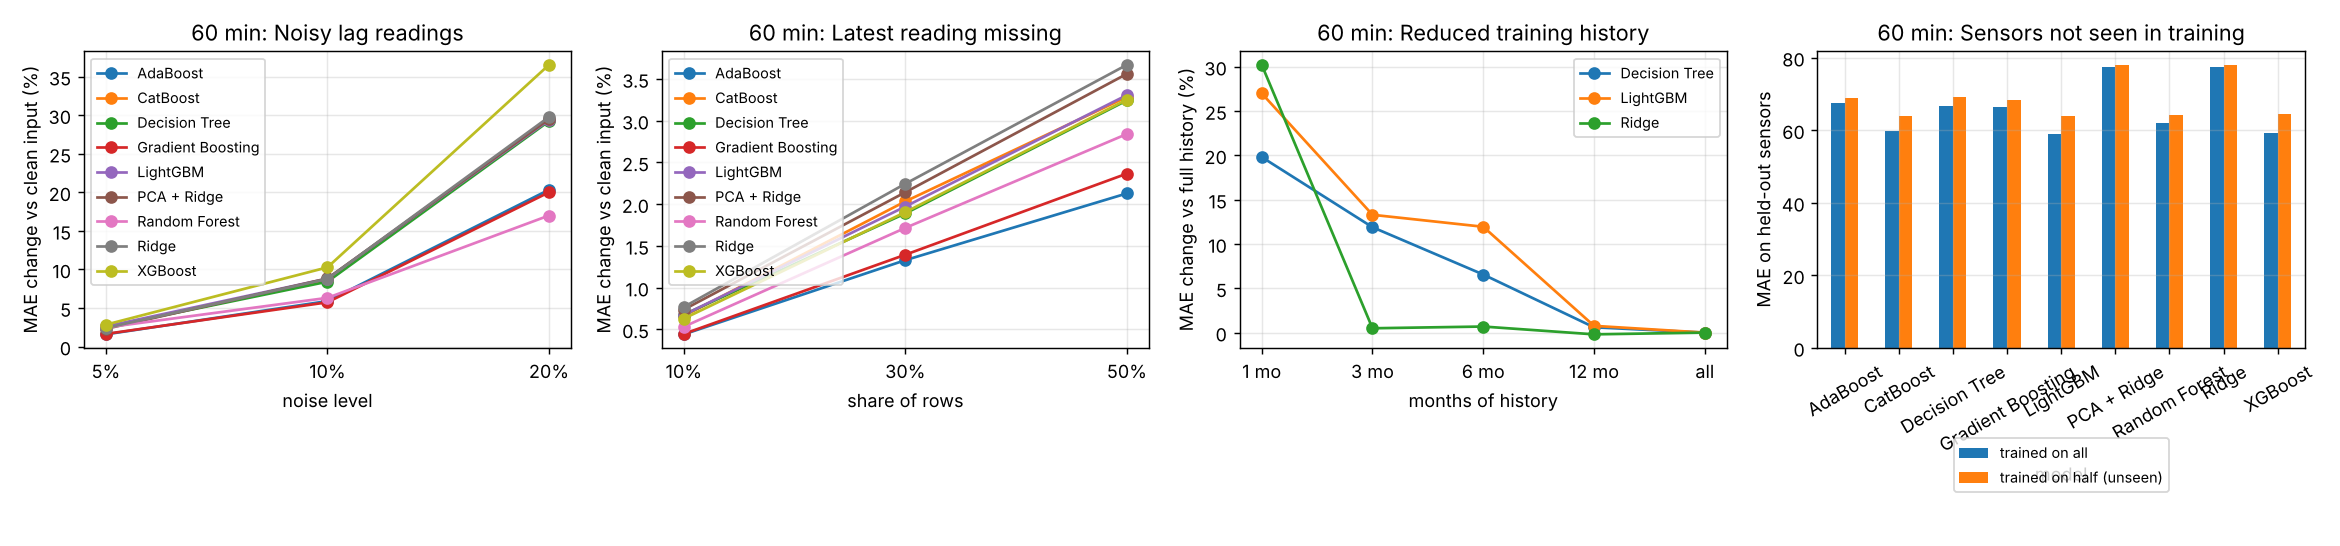 60 min: Noisy lag readings
MAE change vs clean input (%)
35
30
25
20
15
10
5
0
AdaBoost
CatBoost
Decision Tree
Gradient Boosting
LightGBM
PCA + Ridge
Random Forest
Ridge
XGBoost
5%
10%
20%
noise level
60 min: Latest reading missing
MAE change vs clean input (%)
3.5
3.0
2.5
2.0
1.5
1.0
0.5
AdaBoost
CatBoost
Decision Tree
Gradient Boosting
LightGBM
PCA + Ridge
Random Forest
Ridge
XGBoost
10%
30%
50%
share of rows
60 min: Reduced training history
MAE change vs full history (%)
30
25
20
15
10
5
0
Decision Tree
LightGBM
Ridge
1 mo
3 mo
6 mo
12 mo
all
months of history
60 min: Sensors not seen in training
MAE on held-out sensors
80
60
40
20
0
AdaBoost
CatBoost
Decision Tree
Gradient Boosting
LightGBM
PCA + Ridge
Random Forest
Ridge
XGBoost
model
trained on all
trained on half (unseen)